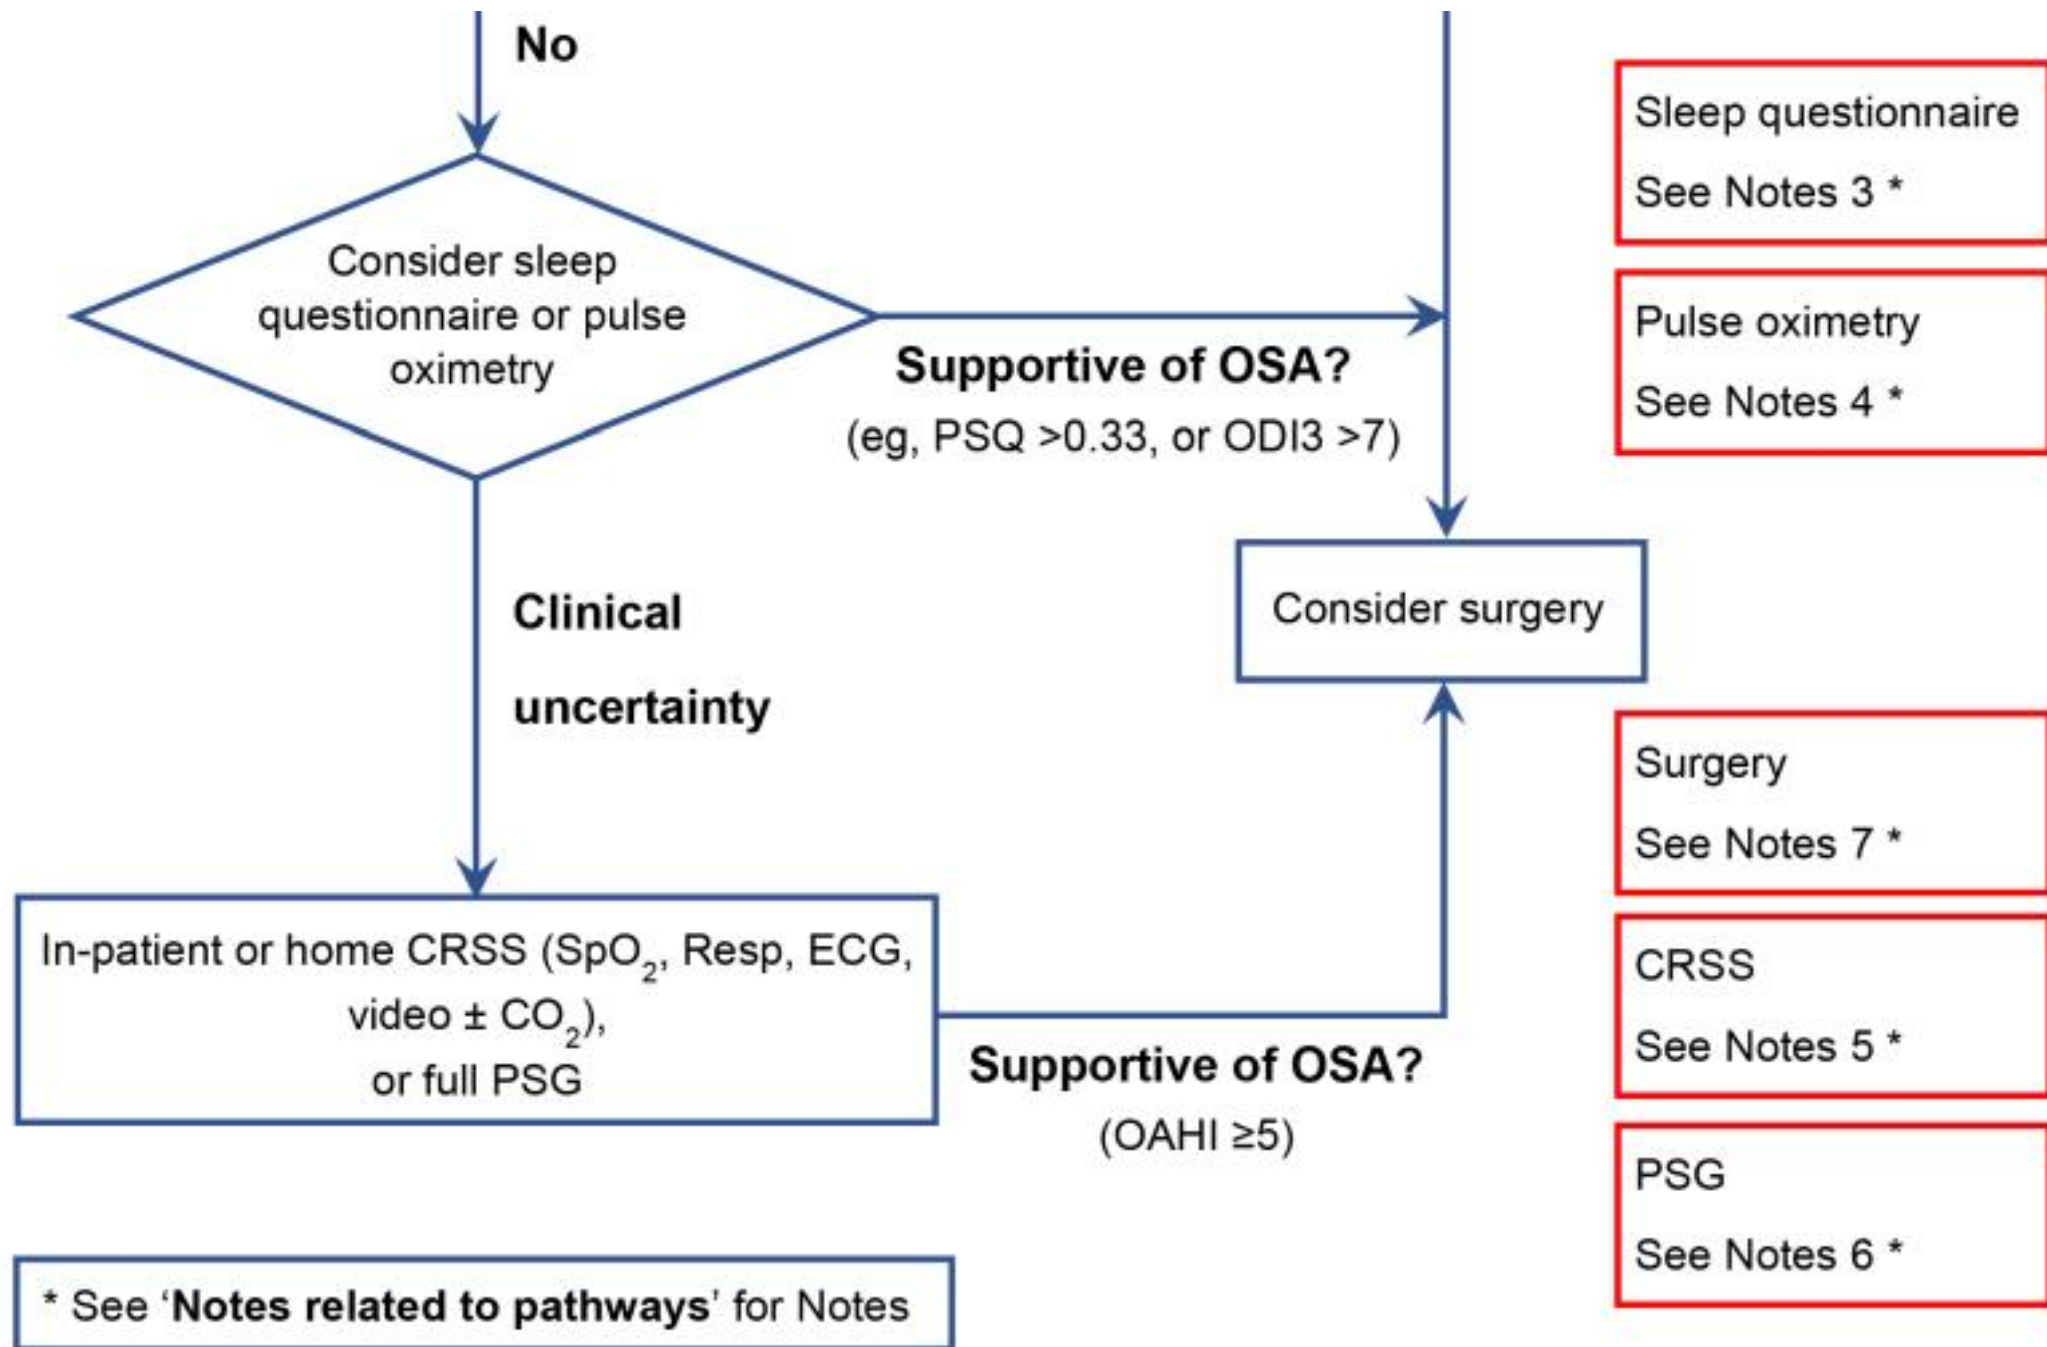 No
Sleep questionnaire
See Notes 3 *
Consider sleep
questionnaire or pulse
oximetry
Supportive of OSA?
(eg, PSQ >0.33, or ODI3 >7)
Pulse oximetry
See Notes 4 *
Consider surgery
Clinical
uncertainty
Surgery
See Notes 7 *
In-patient or home CRSS (SpO₂, Resp, ECG,
video ± CO₂),
or full PSG
Supportive of OSA?
(OAHI ≥5)
CRSS
See Notes 5 *
PSG
See Notes 6 *
* See ‘Notes related to pathways’ for Notes